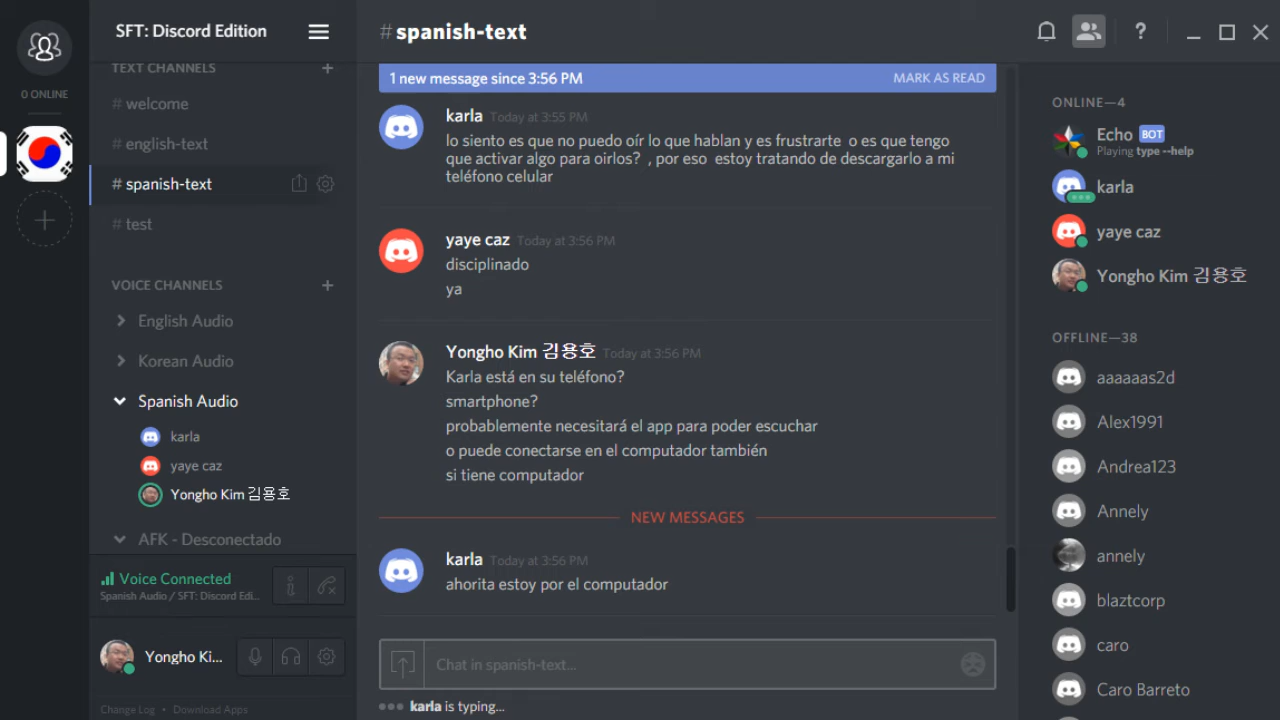 0 ONLINE
SFT: Discord Edition
TEXT CHANNELS +
# welcome
# english-text
# spanish-text
# test
VOICE CHANNELS +
English Audio
Korean Audio
Spanish Audio
karla
yaye caz
Yongho Kim 김용호
AFK - Desconectado
Voice Connected
Spanish Audio / SFT: Discord Edi...
Yongho Ki...
Change Log • Download Apps
# spanish-text
?
1 new message since 3:56 PM MARK AS READ
karla Today at 3:55 PM
lo siento es que no puedo oír lo que hablan y es frustrarte o es que tengo
que activar algo para oirlos? , por eso estoy tratando de descargarlo a mi
teléfono celular
yaye caz Today at 3:56 PM
disciplinado
ya
Yongho Kim 김용호 Today at 3:56 PM
Karla está en su teléfono?
smartphone?
probablemente necesitará el app para poder escuchar
o puede conectarse en el computador también
si tiene computador
NEW MESSAGES
karla Today at 3:56 PM
ahorita estoy por el computador
Chat in spanish-text...
karla is typing...
ONLINE—4
Echo BOT
Playing type --help
karla
yaye caz
Yongho Kim 김용호
OFFLINE—38
aaaaaas2d
Alex1991
Andrea123
Annely
annely
blaztcorp
caro
Caro Barreto